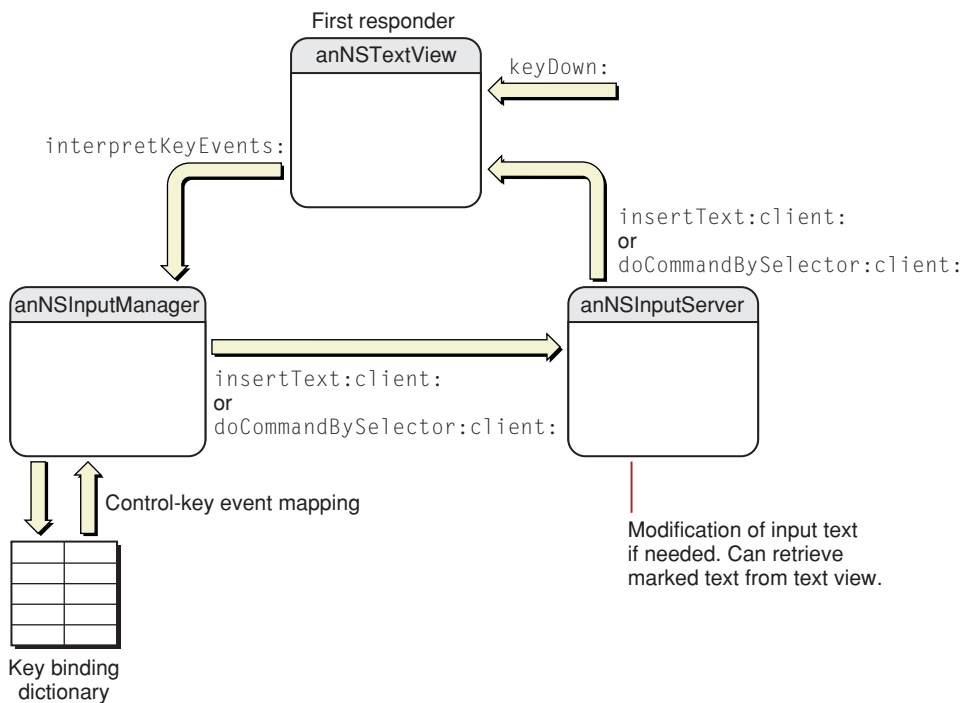 First responder
anNSTextView
keyDown:
interpretKeyEvents:
insertText:client:
or
doCommandBySelector:client:
anNSInputManager
anNSInputServer
insertText:client:
or
doCommandBySelector:client:
Control-key event mapping
Modification of input text
if needed. Can retrieve
marked text from text view.
Key binding
dictionary